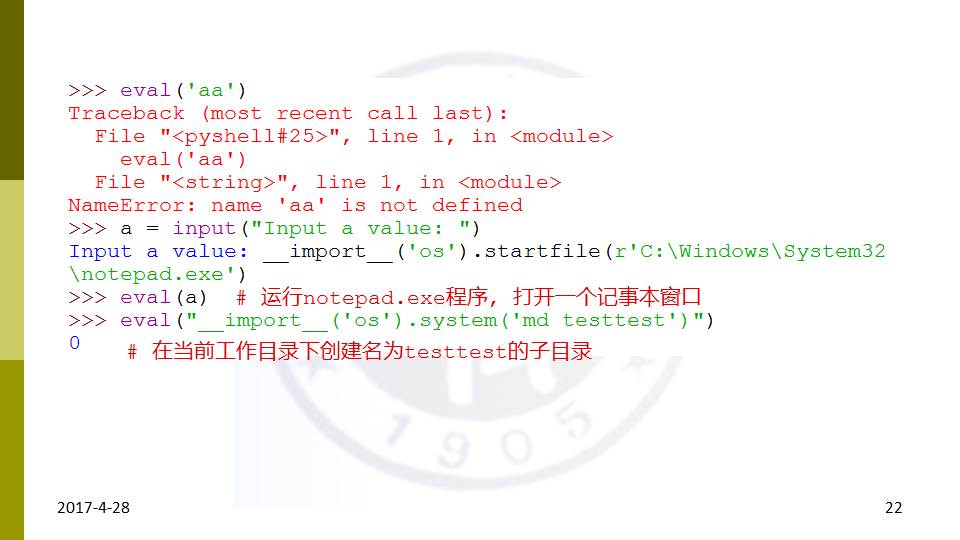 >>> eval('aa')
Traceback (most recent call last):
  File "<pyshell#25>", line 1, in <module>
    eval('aa')
  File "<string>", line 1, in <module>
NameError: name 'aa' is not defined
>>> a = input("Input a value: ")
Input a value: __import__('os').startfile(r'C:\Windows\System32
\notepad.exe')
>>> eval(a)  # 运行notepad.exe程序，打开一个记事本窗口
>>> eval("__import__('os').system('md testtest')")
0    # 在当前工作目录下创建名为testtest的子目录
1905
2017-4-28 22